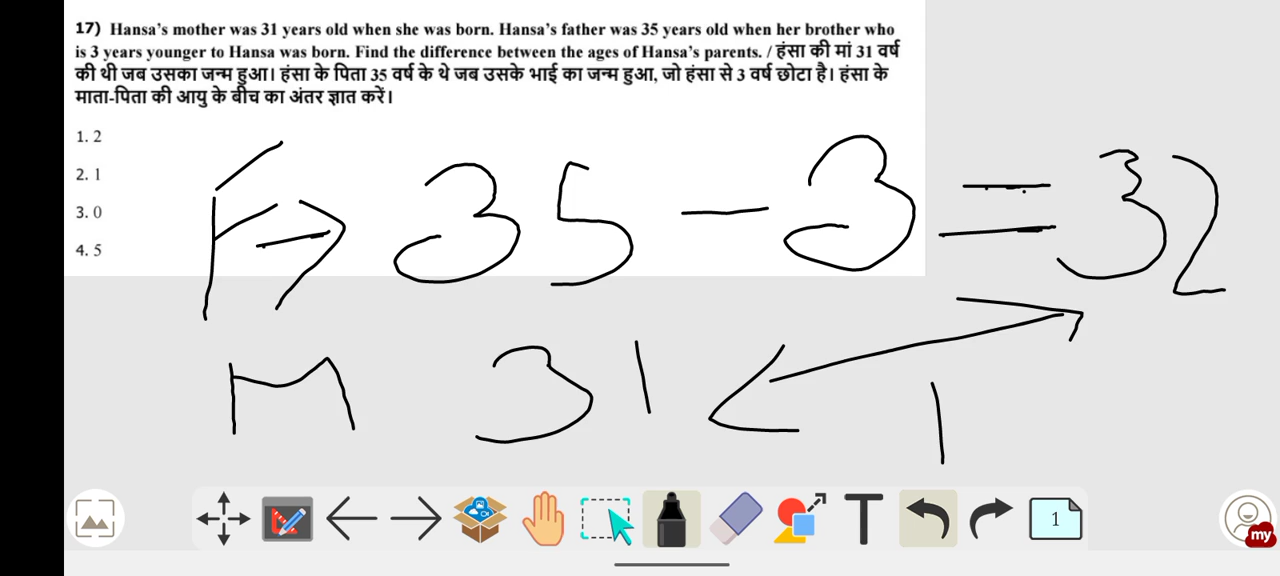 17) Hansa's mother was 31 years old when she was born. Hansa's father was 35 years old when her brother who
is 3 years younger to Hansa was born. Find the difference between the ages of Hansa's parents. / हंसा की मां 31 वर्ष
की थी जब उसका जन्म हुआ। हंसा के पिता 35 वर्ष के थे जब उसके भाई का जन्म हुआ, जो हंसा से 3 वर्ष छोटा है। हंसा के
माता-पिता की आयु के बीच का अंतर ज्ञात करें।
1. 2
2. 1
3. 0
4. 5
F → 35 - 3 = 32
M 31 1
T
1
my